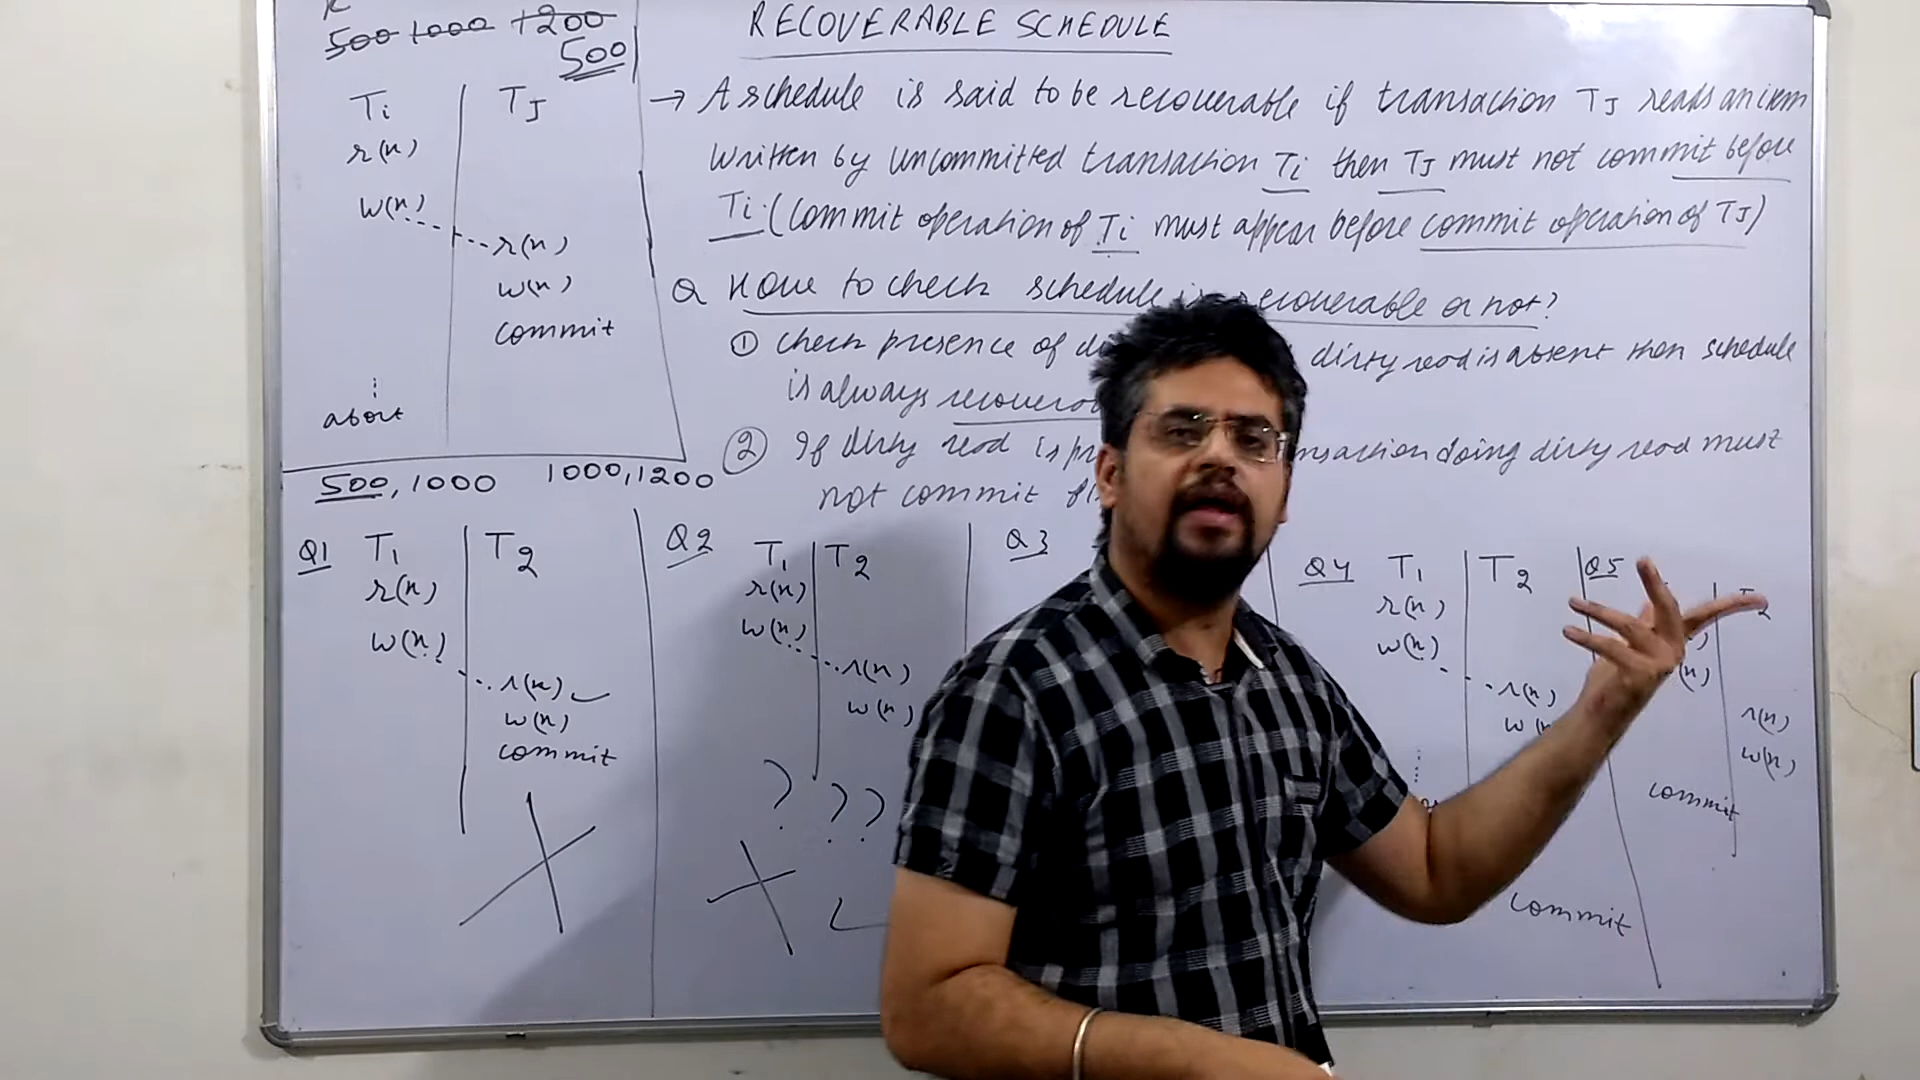 500 1000 1200
500
Ti TJ
r(x)
w(x)
r(x)
w(x)
commit
abort
500, 1000 1000, 1200
RECOVERABLE SCHEDULE
→ A schedule is said to be recoverable if transaction TJ reads an item
written by uncommitted transaction Ti then TJ must not commit before
Ti. (commit operation of Ti must appear before commit operation of TJ)
Q How to check schedule is recoverable or not?
① Check presence of dirty read is absent then schedule
is always
② If dirty read is doing dirty read must
not commit
Q1 T1 T2
r(x)
w(x)
r(x)
w(x)
commit
Q2 T1 T2
r(x)
w(x)
r(x)
w(x)
? ??
Q3
Q4 T1 T2
r(x)
w(x)
r(x)
commit
Q5
r(x)
w(x)
commit